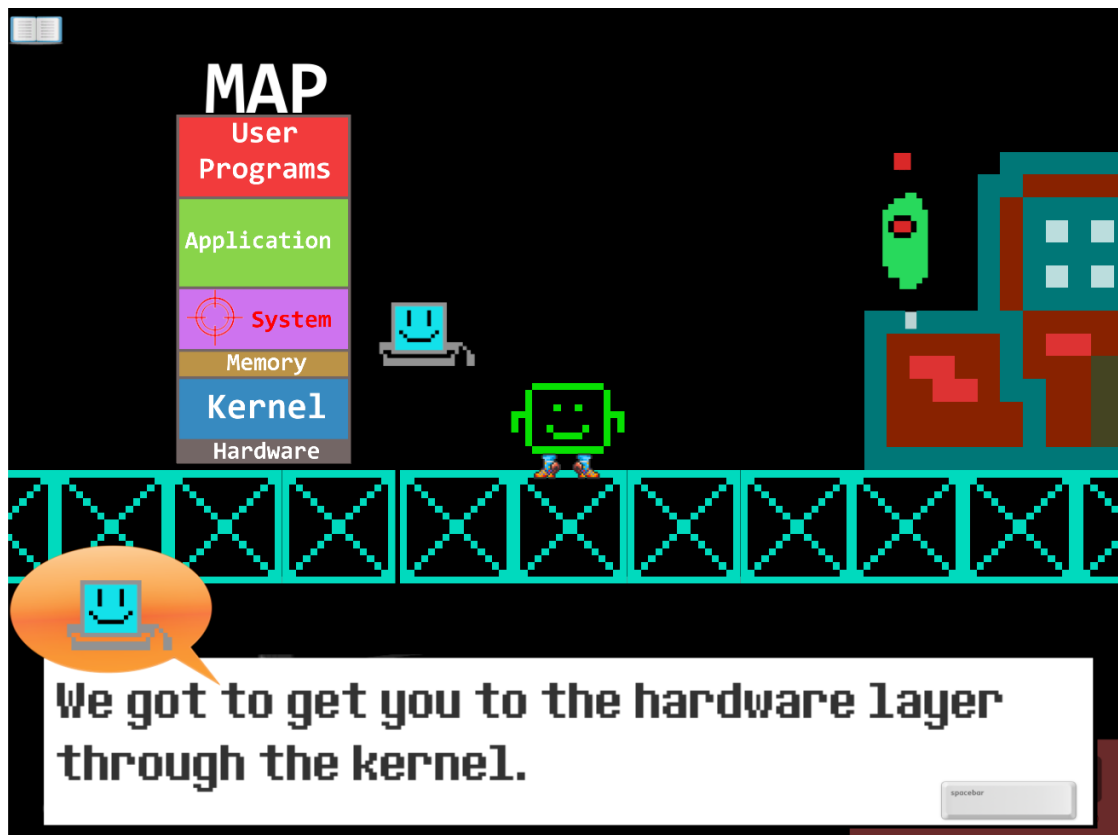 MAP
User
Programs
Application
System
Memory
Kernel
Hardware
We got to get you to the hardware layer
through the kernel.
spacebar